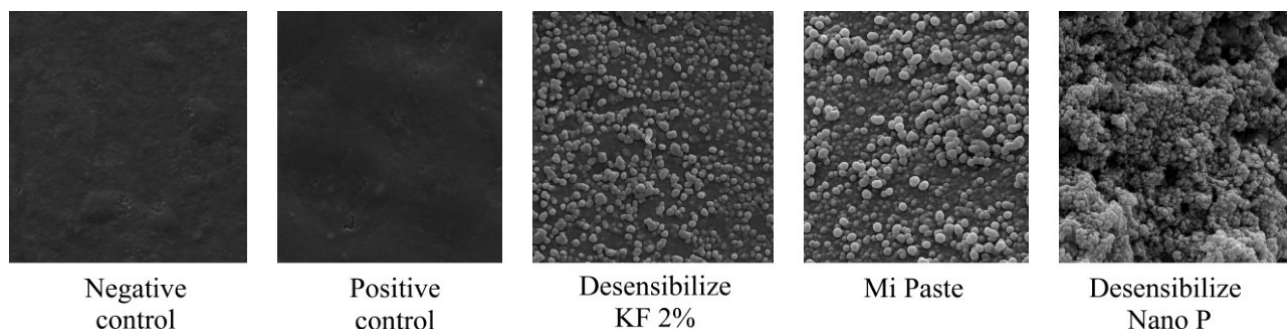 Negative
control
Positive
control
Desensibilize
KF 2%
Mi Paste
Desensibilize
Nano P